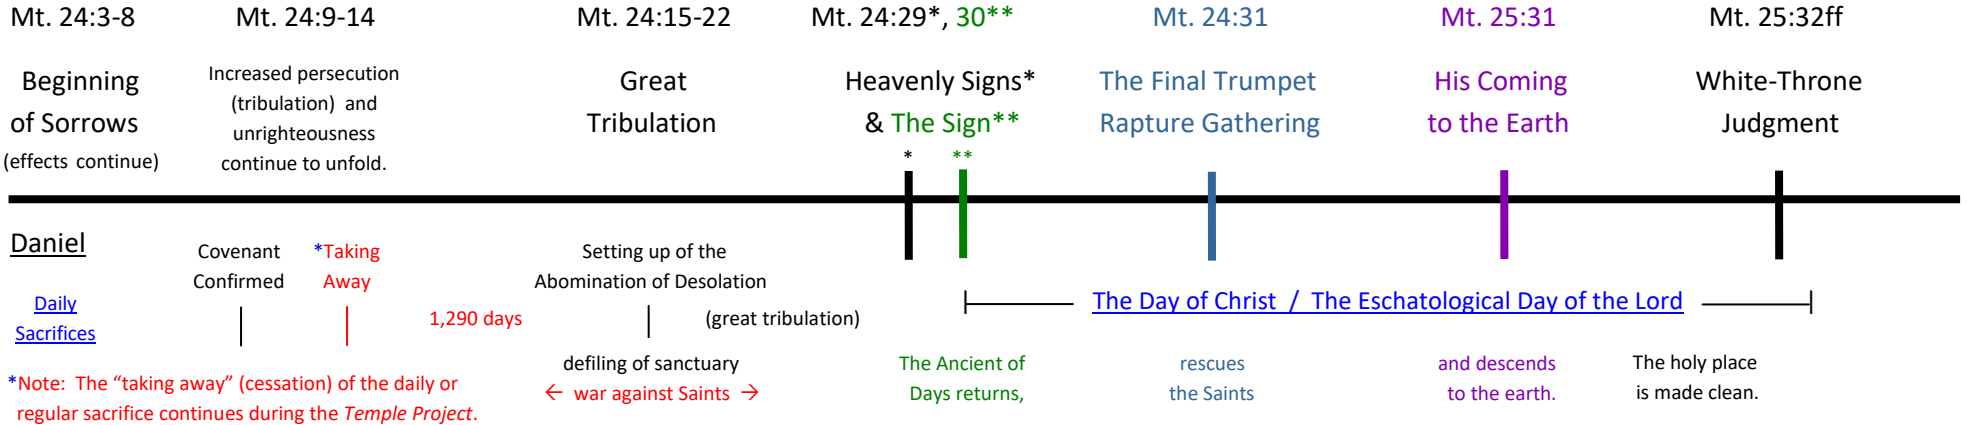 Mt. 24:3-8
Mt. 24:9-14
Mt. 24:15-22
Mt. 24:29*, 30**
Mt. 24:31
Mt. 25:31
Mt. 25:32ff
Beginning
of Sorrows
(effects continue)
Increased persecution
(tribulation) and
unrighteousness
continue to unfold.
Great
Tribulation
Heavenly Signs*
& The Sign**
* **
The Final Trumpet
Rapture Gathering
His Coming
to the Earth
White-Throne
Judgment
Daniel
Daily
Sacrifices
Covenant
Confirmed
*Taking
Away
1,290 days
Setting up of the
Abomination of Desolation
(great tribulation)
The Day of Christ / The Eschatological Day of the Lord
*Note: The “taking away” (cessation) of the daily or
regular sacrifice continues during the Temple Project.
defiling of sanctuary
← war against Saints →
The Ancient of
Days returns,
rescues
the Saints
and descends
to the earth.
The holy place
is made clean.